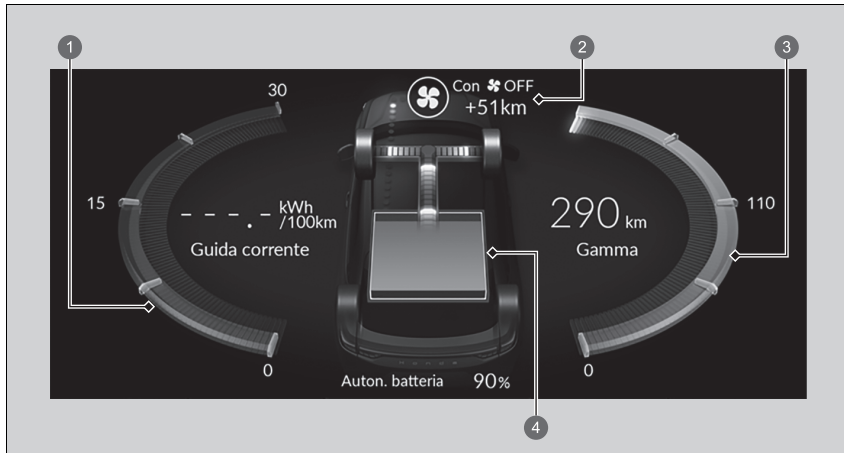 1
2
3
Con OFF
+51km
30
15
- - - . - kWh
/100km
Guida corrente
0
290 km
Gamma
110
0
Auton. batteria 90%
4